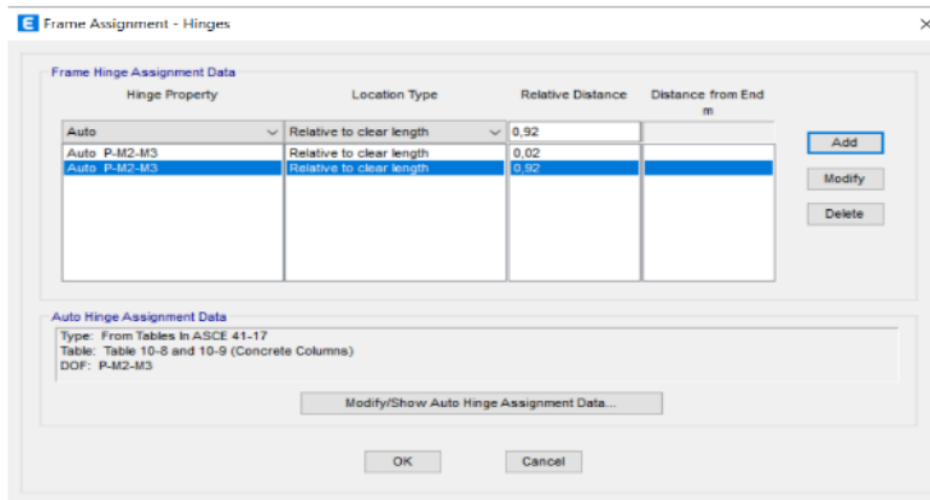 E Frame Assignment - Hinges
Frame Hinge Assignment Data
Hinge Property Location Type Relative Distance Distance from End
m
Auto Relative to clear length 0,92
Auto P-M2-M3 Relative to clear length 0,02
Auto P-M2-M3 Relative to clear length 0,92
Add
Modify
Delete
Auto Hinge Assignment Data
Type: From Tables In ASCE 41-17
Table: Table 10-8 and 10-9 (Concrete Columns)
DOF: P-M2-M3
Modify/Show Auto Hinge Assignment Data...
OK Cancel